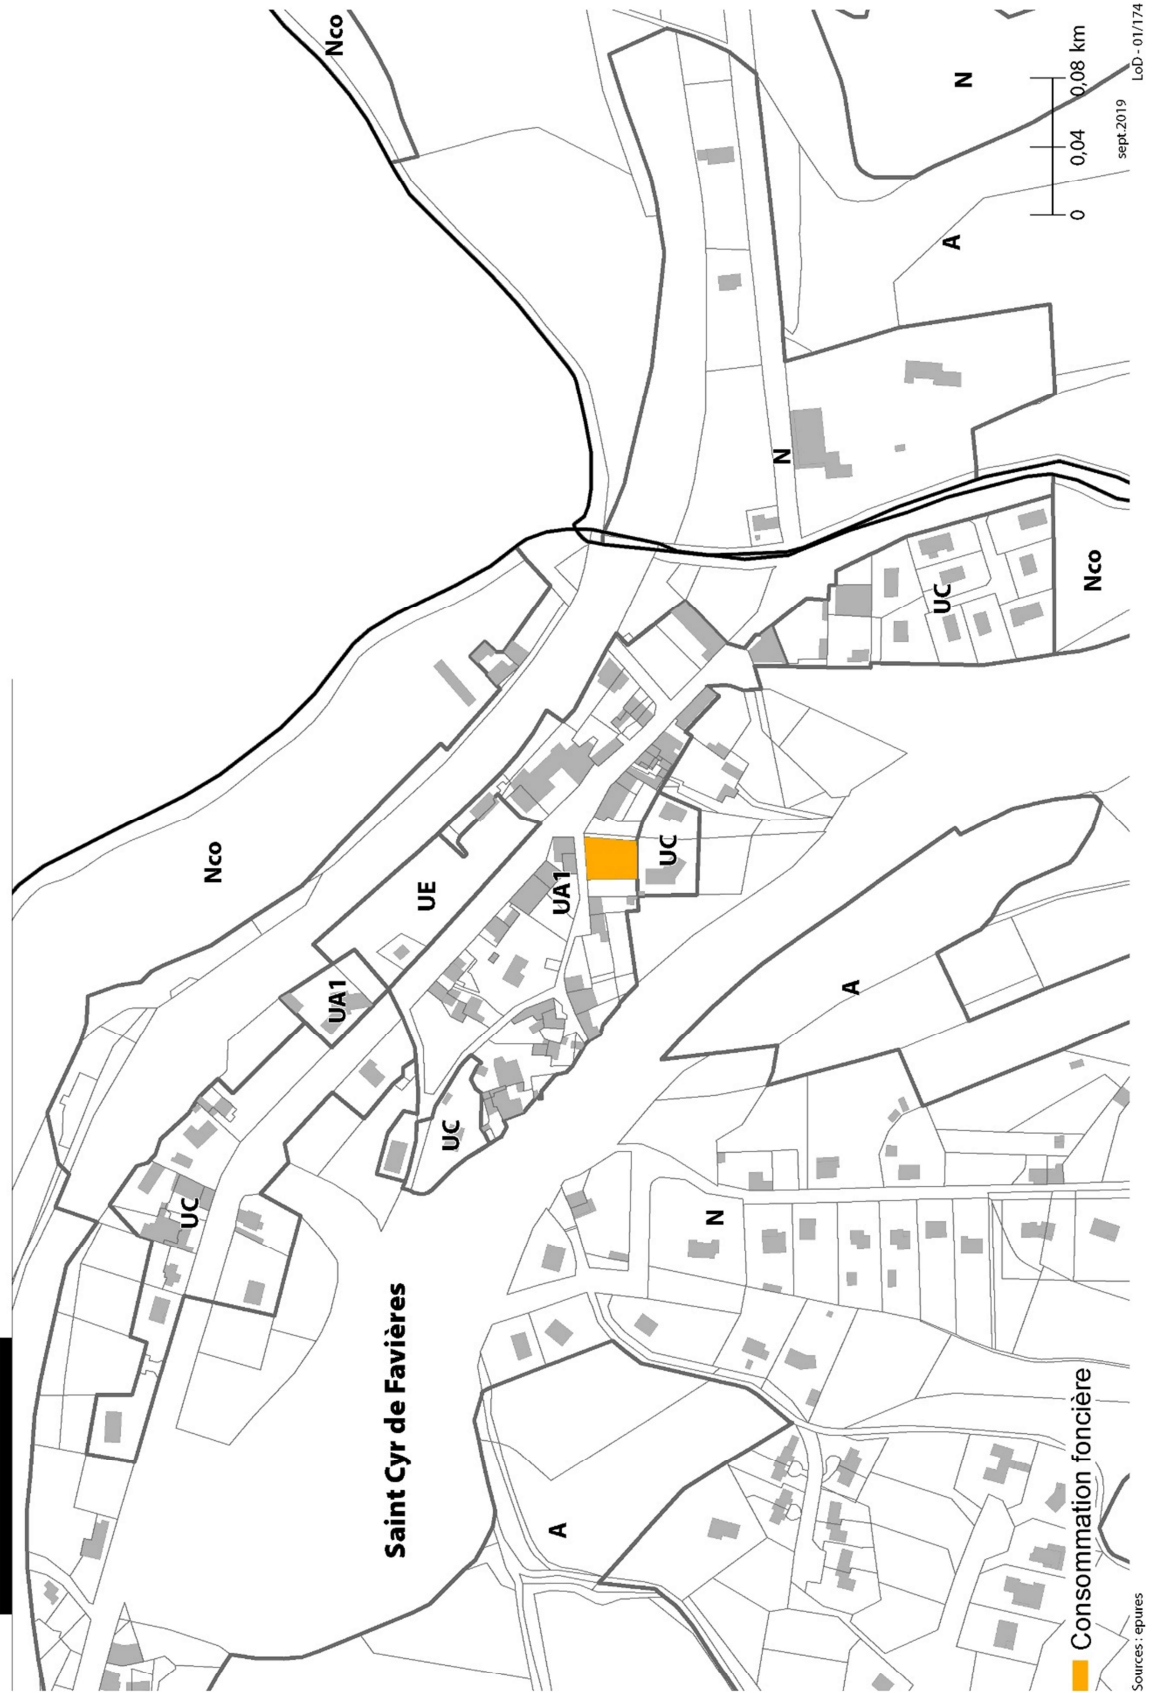 Nco
Nco
UE
UA1
UC
UA1
UC
UC
N
N
A
UC
Nco
A
N
A
Saint Cyr de Favières
Consommation foncière
0 0,04 0,08 km
sept.2019
LoD - 01/174
Sources : epures